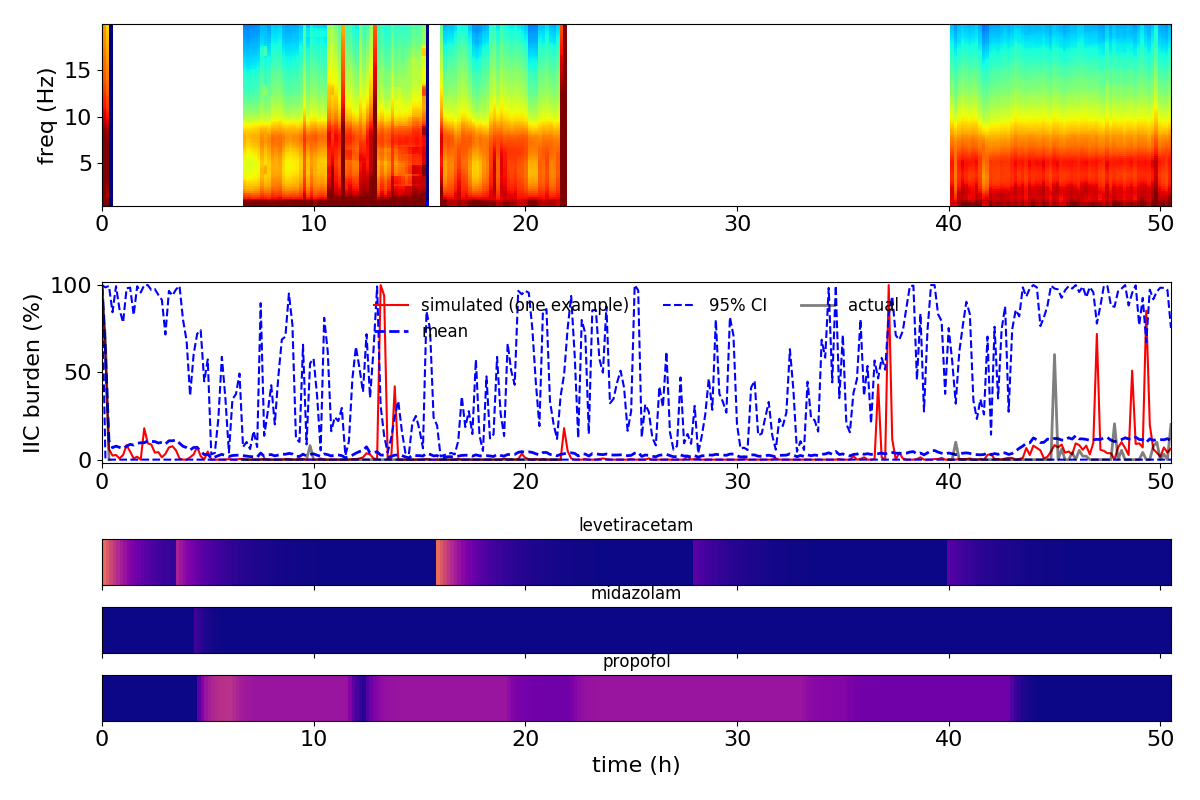 freq (Hz)
15
10
5
0 10 20 30 40 50
IIC burden (%)
100
50
0
simulated (one example) 95% CI actual
mean
0 10 20 30 40 50
levetiracetam
midazolam
propofol
0 10 20 30 40 50
time (h)